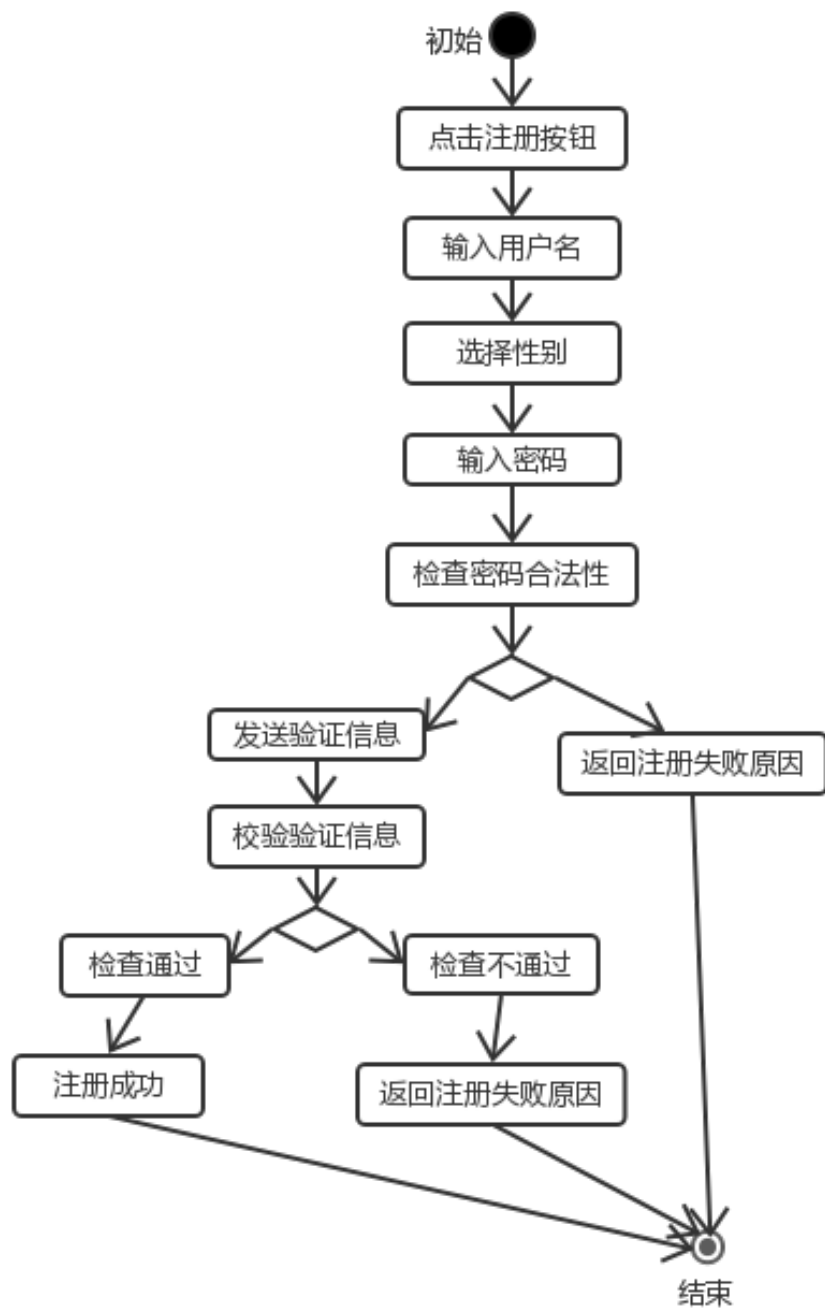 初始
点击注册按钮
输入用户名
选择性别
输入密码
检查密码合法性
发送验证信息
返回注册失败原因
校验验证信息
检查通过
检查不通过
注册成功
返回注册失败原因
结束